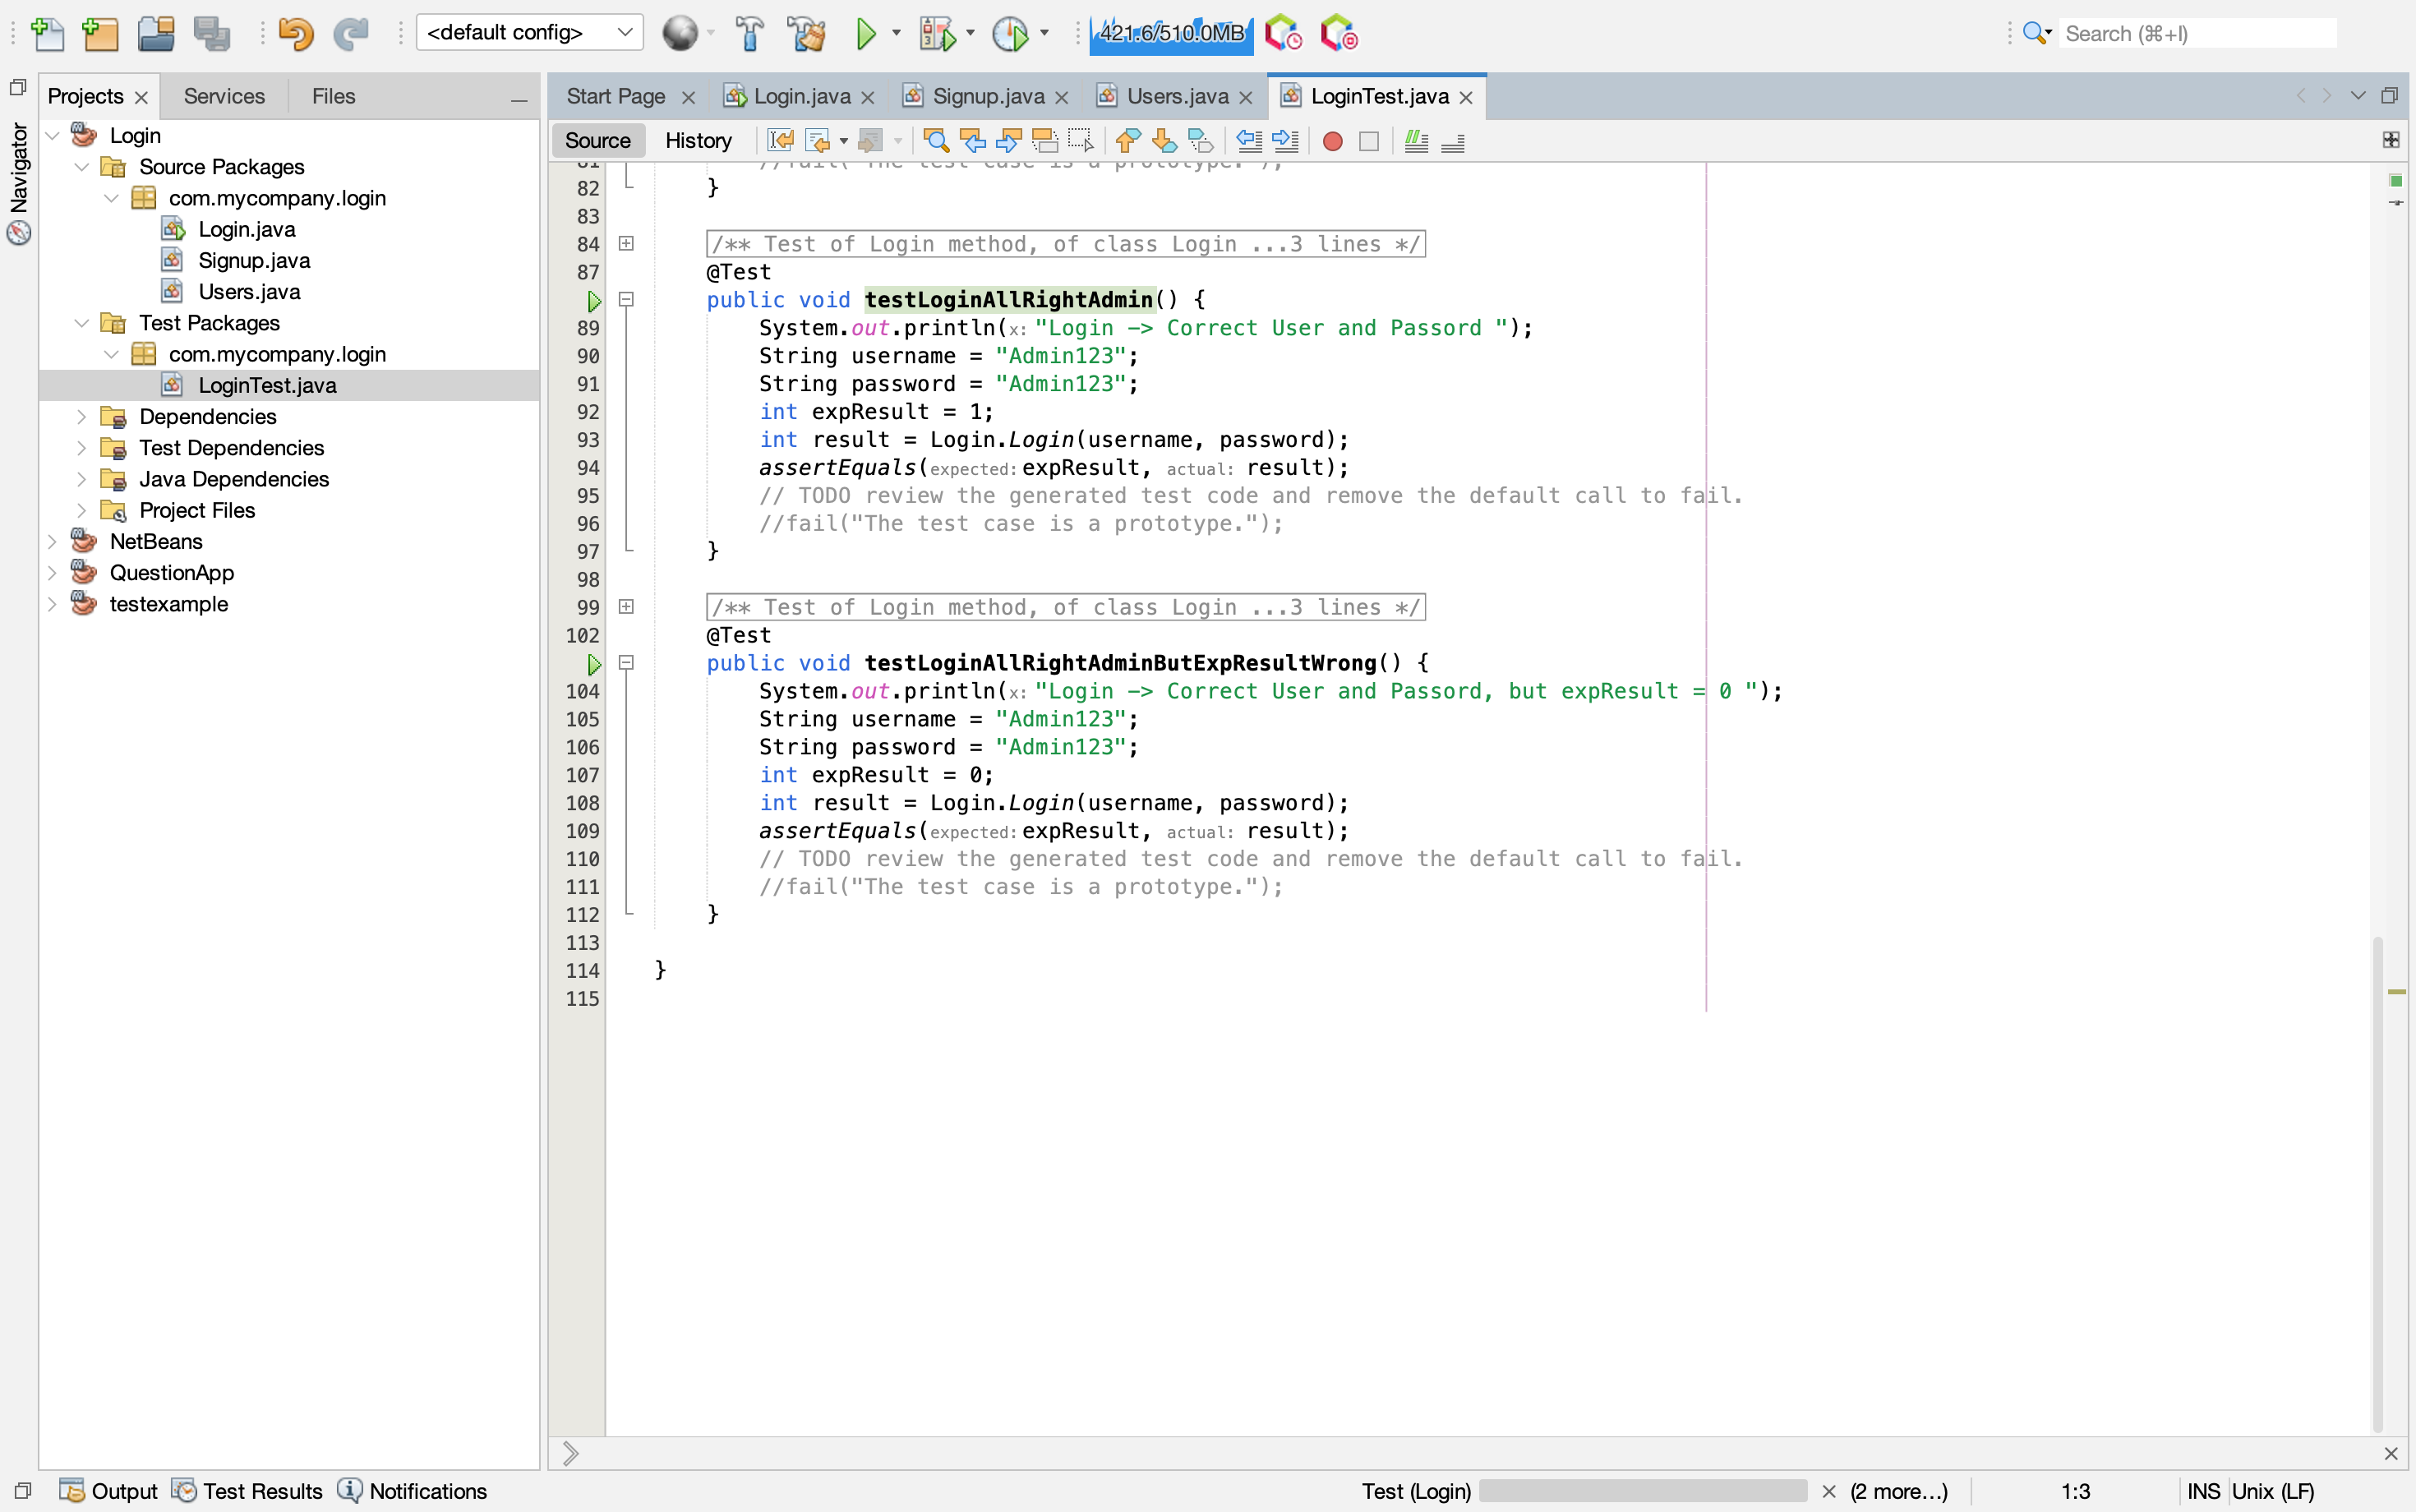 <default config>
421.6/510.0MB
Search (⌘+I)
Projects
Services
Files
Start Page
Login.java
Signup.java
Users.java
LoginTest.java
Navigator
Source
History
Login
Source Packages
com.mycompany.login
Login.java
Signup.java
Users.java
Test Packages
com.mycompany.login
LoginTest.java
Dependencies
Test Dependencies
Java Dependencies
Project Files
NetBeans
QuestionApp
testexample
81 //fail("The test case is a prototype.");
82 }
83
84 /** Test of Login method, of class Login ...3 lines */
87 @Test
public void testLoginAllRightAdmin() {
89 System.out.println(x: "Login -> Correct User and Passord ");
90 String username = "Admin123";
91 String password = "Admin123";
92 int expResult = 1;
93 int result = Login.Login(username, password);
94 assertEquals(expected: expResult, actual: result);
95 // TODO review the generated test code and remove the default call to fail.
96 //fail("The test case is a prototype.");
97 }
98
99 /** Test of Login method, of class Login ...3 lines */
102 @Test
public void testLoginAllRightAdminButExpResultWrong() {
104 System.out.println(x: "Login -> Correct User and Passord, but expResult = 0 ");
105 String username = "Admin123";
106 String password = "Admin123";
107 int expResult = 0;
108 int result = Login.Login(username, password);
109 assertEquals(expected: expResult, actual: result);
110 // TODO review the generated test code and remove the default call to fail.
111 //fail("The test case is a prototype.");
112 }
113
114 }
115
Output
Test Results
Notifications
Test (Login)
(2 more...)
1:3
INS
Unix (LF)